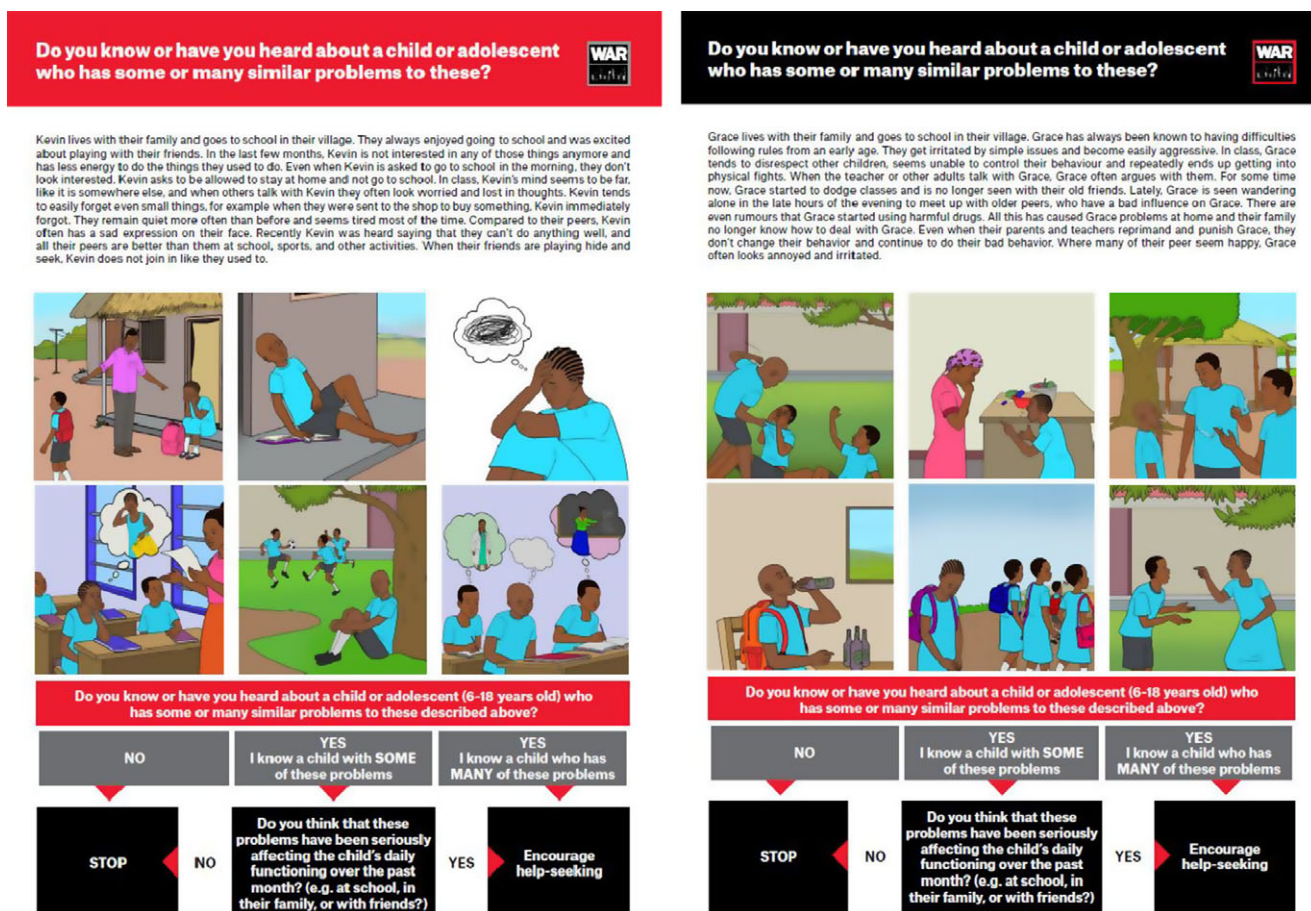 Do you know or have you heard about a child or adolescent
who has some or many similar problems to these?
WAR
child
Kevin lives with their family and goes to school in their village. They always enjoyed going to school and was excited
about playing with their friends. In the last few months, Kevin is not interested in any of those things anymore and
has less energy to do the things they used to do. Even when Kevin is asked to go to school in the morning, they don't
look interested. Kevin asks to be allowed to stay at home and not go to school. In class, Kevin's mind seems to be far,
like it is somewhere else, and when others talk with Kevin they often look worried and lost in thoughts. Kevin tends
to easily forget even small things, for example when they were sent to the shop to buy something, Kevin immediately
forgot. They remain quiet more often than before and seems tired most of the time. Compared to their peers, Kevin
often has a sad expression on their face. Recently Kevin was heard saying that they can't do anything well, and
all their peers are better than them at school, sports, and other activities. When their friends are playing hide and
seek, Kevin does not join in like they used to.
Do you know or have you heard about a child or adolescent (6-18 years old) who
has some or many similar problems to these described above?
NO
YES
I know a child with SOME
of these problems
YES
I know a child who has
MANY of these problems
STOP
NO
Do you think that these
problems have been seriously
affecting the child's daily
functioning over the past
month? (e.g. at school, in
their family, or with friends?)
YES
Encourage
help-seeking
Do you know or have you heard about a child or adolescent
who has some or many similar problems to these?
WAR
child
Grace lives with their family and goes to school in their village. Grace has always been known to having difficulties
following rules from an early age. They get irritated by simple issues and become easily aggressive. In class, Grace
tends to disrespect other children, seems unable to control their behaviour and repeatedly ends up getting into
physical fights. When the teacher or other adults talk with Grace, Grace often argues with them. For some time
now, Grace started to dodge classes and is no longer seen with their old friends. Lately, Grace is seen wandering
alone in the late hours of the evening to meet up with older peers, who have a bad influence on Grace. There are
even rumours that Grace started using harmful drugs. All this has caused Grace problems at home and their family
no longer know how to deal with Grace. Even when their parents and teachers reprimand and punish Grace, they
don't change their behavior and continue to do their bad behavior. Where many of their peer seem happy, Grace
often looks annoyed and irritated.
Do you know or have you heard about a child or adolescent (6-18 years old) who
has some or many similar problems to these described above?
NO
YES
I know a child with SOME
of these problems
YES
I know a child who has
MANY of these problems
STOP
NO
Do you think that these
problems have been seriously
affecting the child's daily
functioning over the past
month? (e.g. at school, in
their family, or with friends?)
YES
Encourage
help-seeking